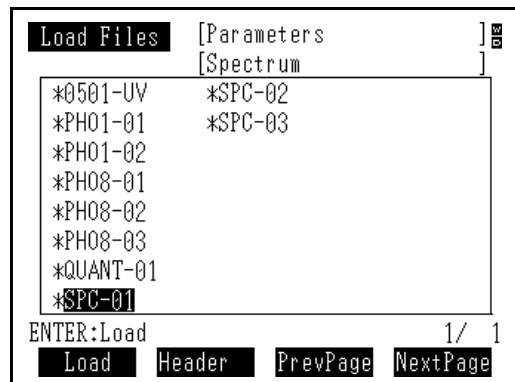 Load Files [Parameters ] WD
[Spectrum ]
*0501-UV *SPC-02
*PH01-01 *SPC-03
*PH01-02
*PH08-01
*PH08-02
*PH08-03
*QUANT-01
*SPC-01
ENTER:Load 1/ 1
Load Header PrevPage NextPage